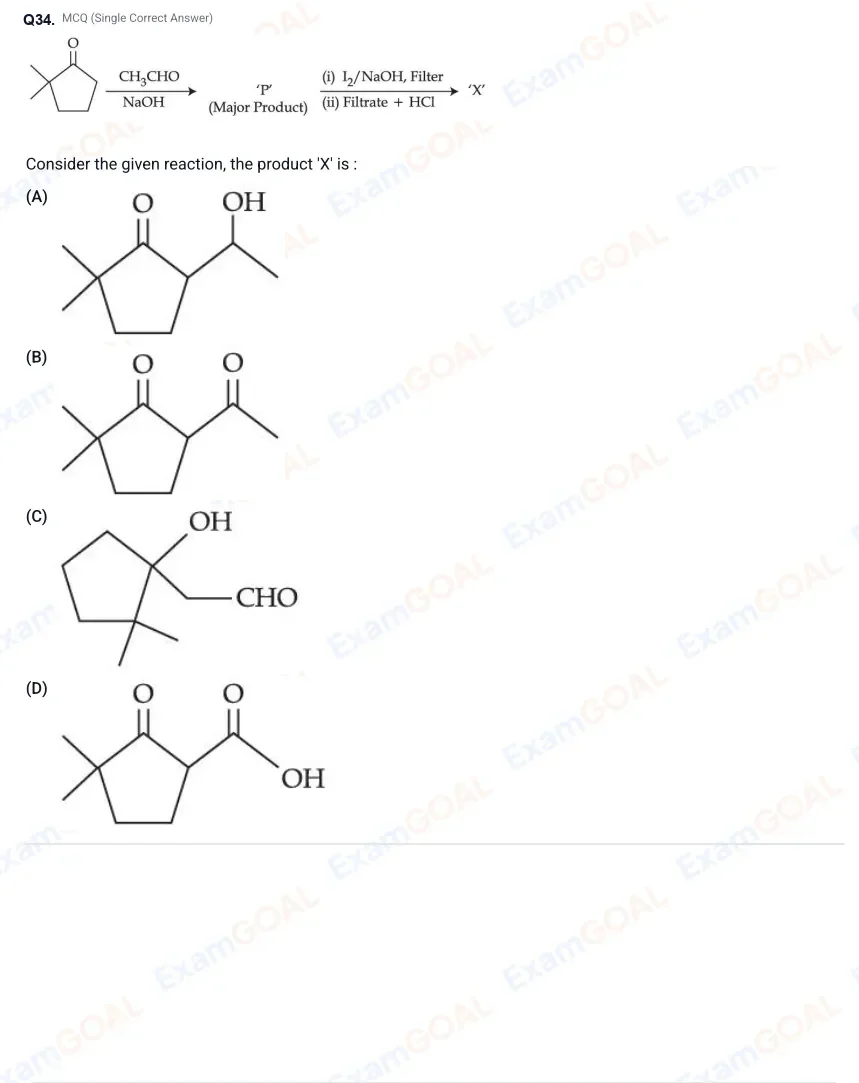 Q34. MCQ (Single Correct Answer)
O
CH₃CHO
NaOH
'P'
(Major Product)
(i) I₂/NaOH, Filter
(ii) Filtrate + HCl
'X'
Consider the given reaction, the product 'X' is :
(A)
O OH
(B)
O O
(C)
OH
CHO
(D)
O O
OH
ExamGOAL